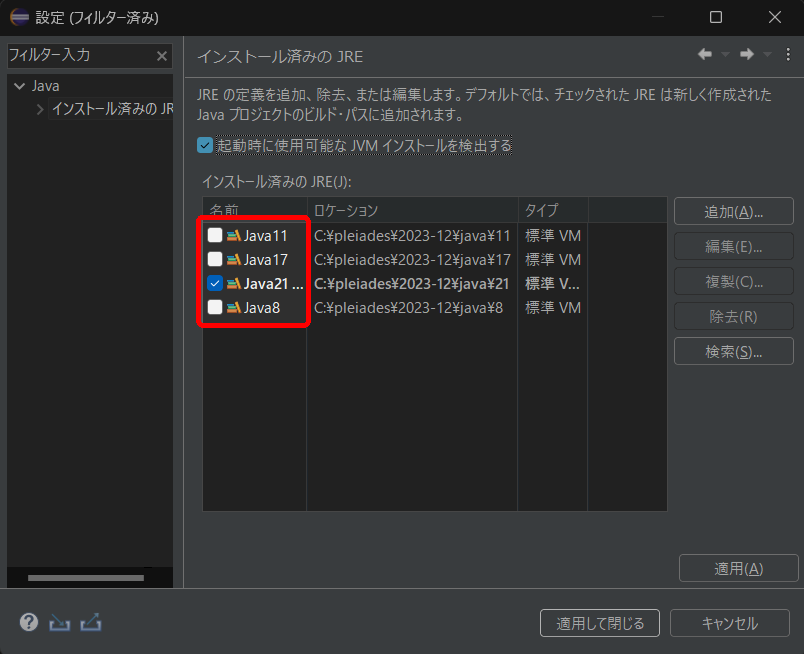 設定 (フィルター済み)
フィルター入力
インストール済みの JRE
Java
インストール済みの JR
JRE の定義を追加、除去、または編集します。デフォルトでは、チェックされた JRE は新しく作成された
Java プロジェクトのビルド・パスに追加されます。
起動時に使用可能な JVM インストールを検出する
インストール済みの JRE(J):
名前 ロケーション タイプ
Java11 C:¥pleiades¥2023-12¥java¥11 標準 VM
Java17 C:¥pleiades¥2023-12¥java¥17 標準 VM
Java21 ... C:¥pleiades¥2023-12¥java¥21 標準 V...
Java8 C:¥pleiades¥2023-12¥java¥8 標準 VM
追加(A)...
編集(E)...
複製(C)...
除去(R)
検索(S)...
適用(A)
適用して閉じる
キャンセル